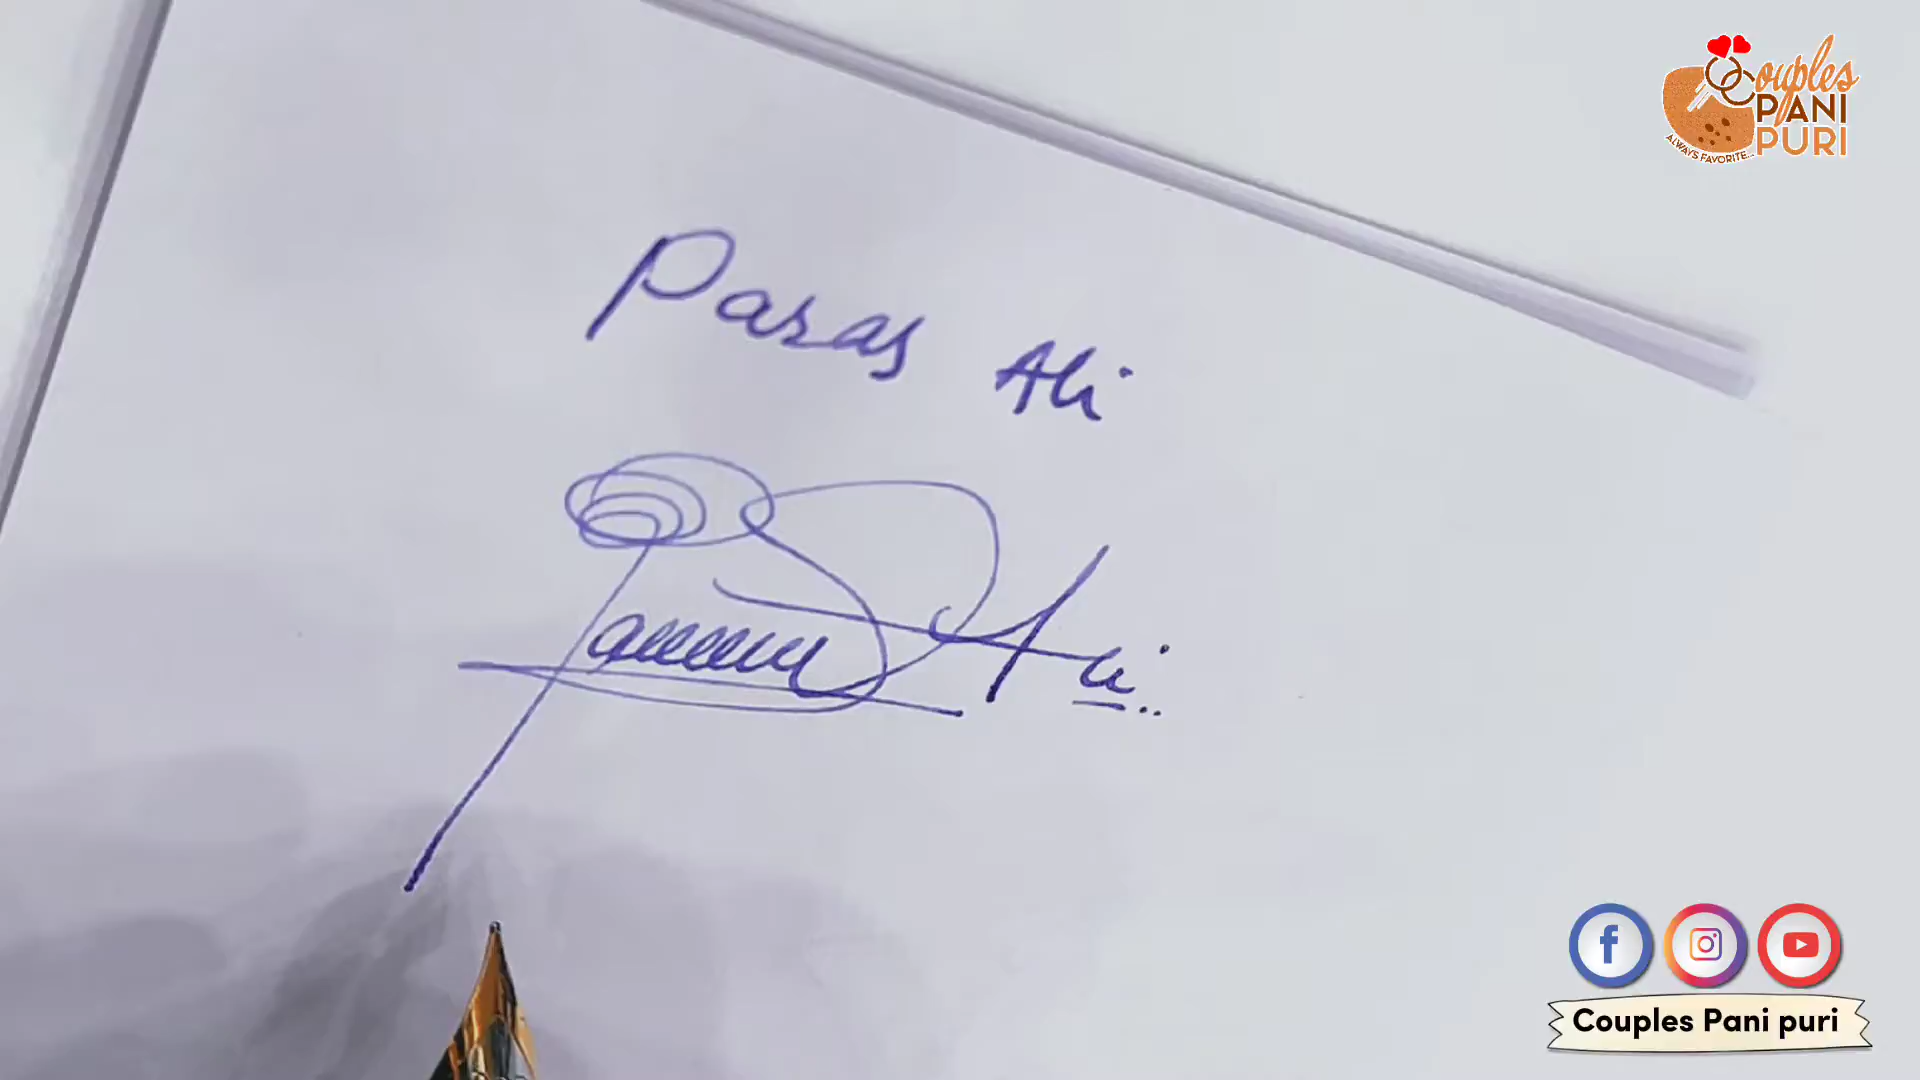 Couples
PANI
PURI
ALWAYS FAVORITE...
Paras Ali
Couples Pani puri